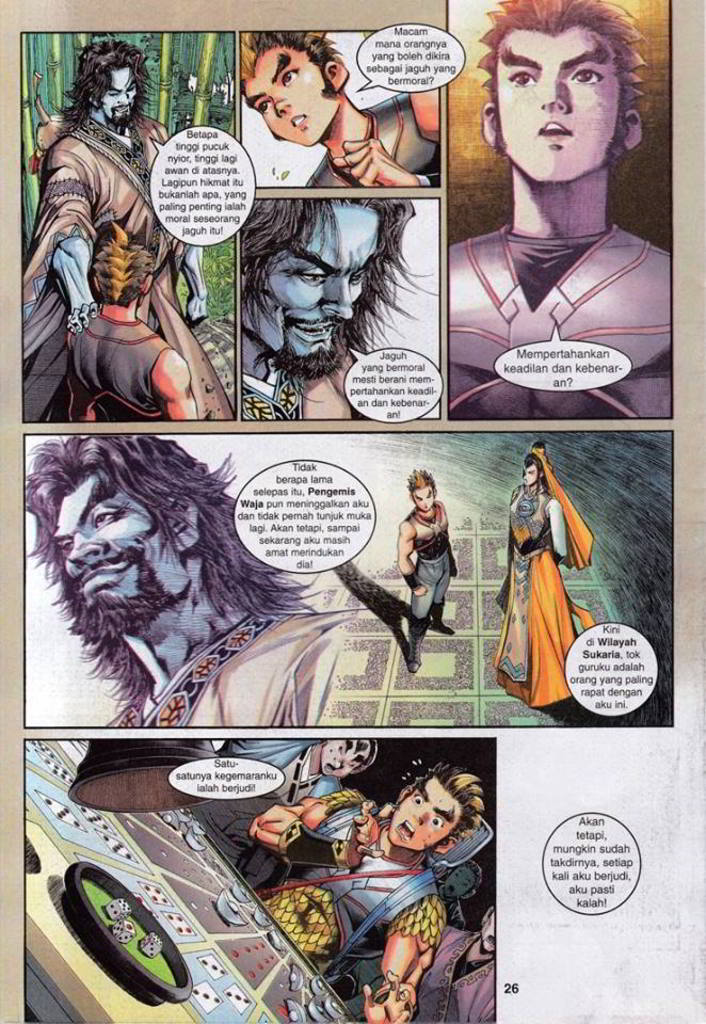 Betapa
tinggi pucuk
nyior, tinggi lagi
awan di atasnya.
Lagipun hikmat itu
bukanlah apa, yang
paling penting ialah
moral seseorang
jaguh itu!
Macam
mana orangnya
yang boleh dikira
sebagai jaguh yang
bermoral?
Jaguh
yang bermoral
mesti berani mem-
pertahankan keadil-
an dan kebenar-
an!
Mempertahankan
keadilan dan kebenar-
an?
Tidak
berapa lama
selepas itu, Pengemis
Waja pun meninggalkan aku
dan tidak pernah tunjuk muka
lagi. Akan tetapi, sampai
sekarang aku masih
amat merindukan
dia!
Kini
di Wilayah
Sukaria, tok
guruku adalah
orang yang paling
rapat dengan
aku ini.
Satu-
satunya kegemaranku
ialah berjudi!
Akan
tetapi,
mungkin sudah
takdirnya, setiap
kali aku berjudi,
aku pasti
kalah!
26